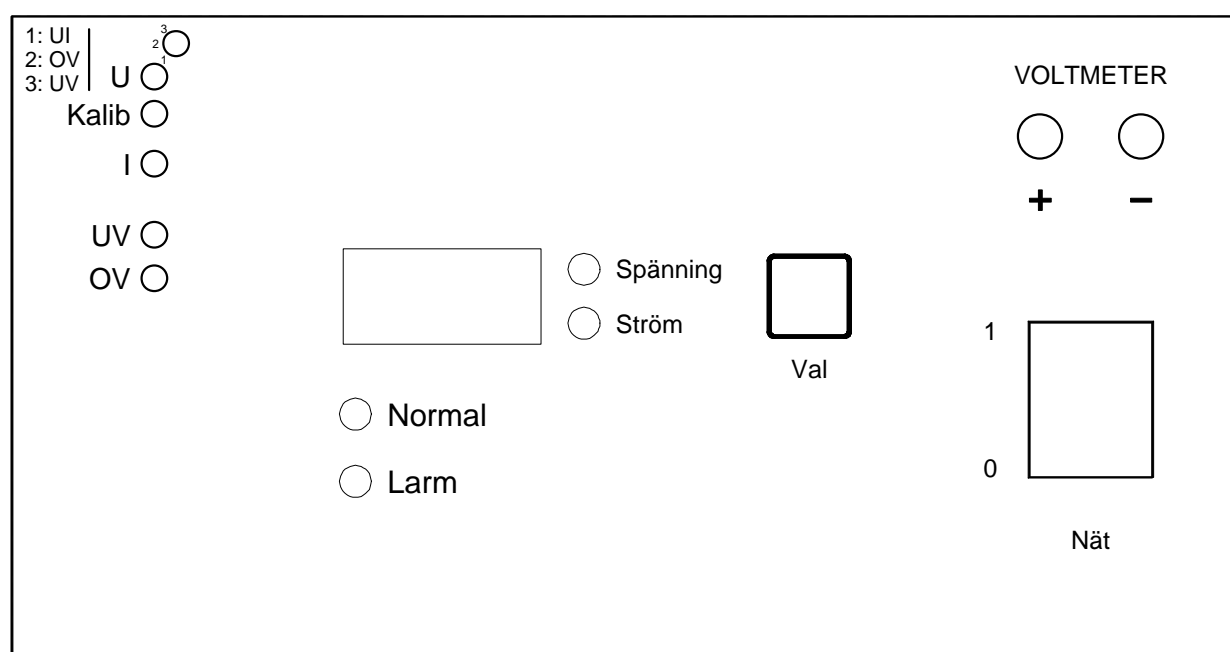 1: UI
2: OV
3: UV
3
2
1
U
Kalib
I
UV
OV
VOLTMETER
+ −
Spänning
Ström
Val
Normal
Larm
1
0
Nät